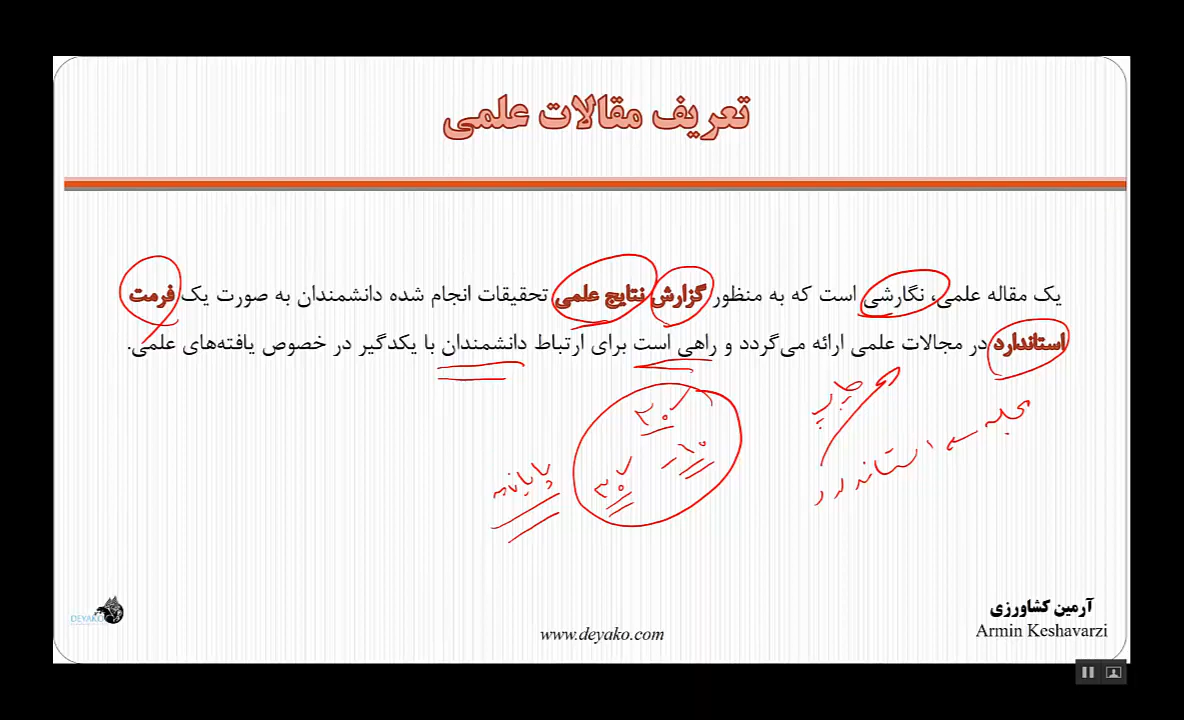 تعریف مقالات علمی
یک مقاله علمی، نگارشی است که به منظور گزارش نتایج علمی تحقیقات انجام شده دانشمندان به صورت یک فرمت
استاندارد در مجالات علمی ارائه می‌گردد و راهی است برای ارتباط دانشمندان با یکدگیر در خصوص یافته‌های علمی.
چاپ
مجله
استاندارد
پایانامه
آرمین کشاورزی
Armin Keshavarzi
www.deyako.com
DEYAKO